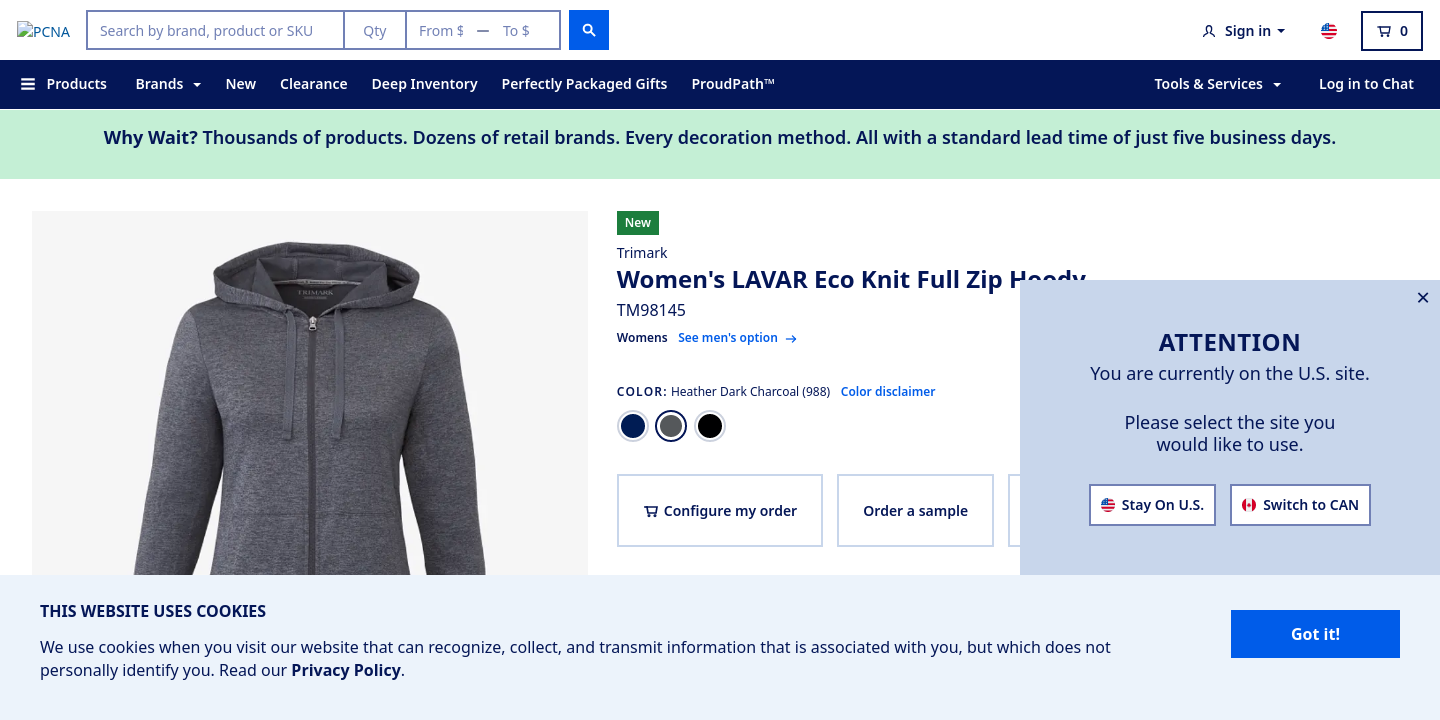 PCNA
Search by brand, product or SKU
Qty
From $ — To $
Sign in
0
Products
Brands
New
Clearance
Deep Inventory
Perfectly Packaged Gifts
ProudPath™
Tools & Services
Log in to Chat
Why Wait? Thousands of products. Dozens of retail brands. Every decoration method. All with a standard lead time of just five business days.
TRIMARK
New
Trimark
Women's LAVAR Eco Knit Full Zip Hoody
TM98145
Womens See men's option →
COLOR: Heather Dark Charcoal (988) Color disclaimer
Configure my order
Order a sample
ATTENTION
You are currently on the U.S. site.
Please select the site you
would like to use.
Stay On U.S.
Switch to CAN
THIS WEBSITE USES COOKIES
We use cookies when you visit our website that can recognize, collect, and transmit information that is associated with you, but which does not
personally identify you. Read our Privacy Policy.
Got it!